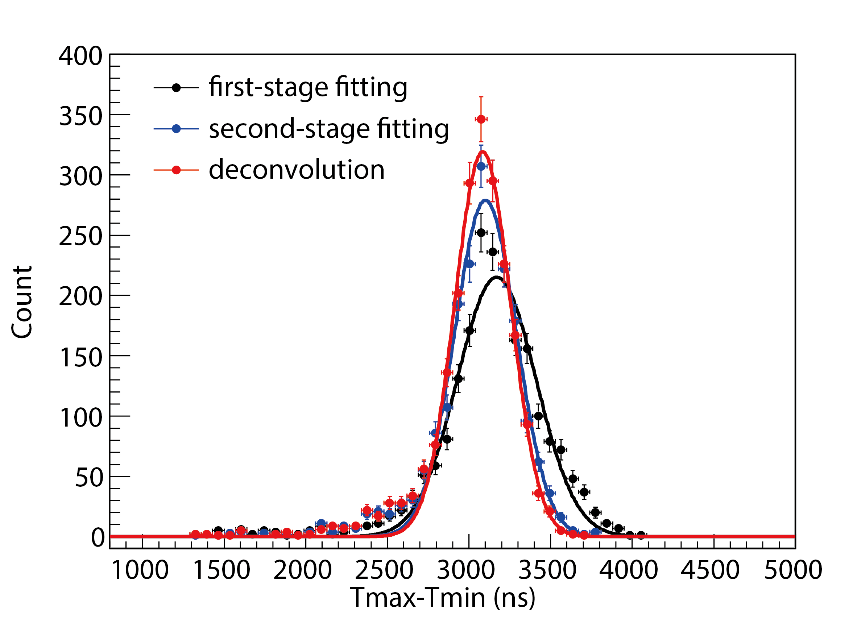 400
350
300
250
200
150
100
50
0
Count
first-stage fitting
second-stage fitting
deconvolution
1000 1500 2000 2500 3000 3500 4000 4500 5000
Tmax-Tmin (ns)